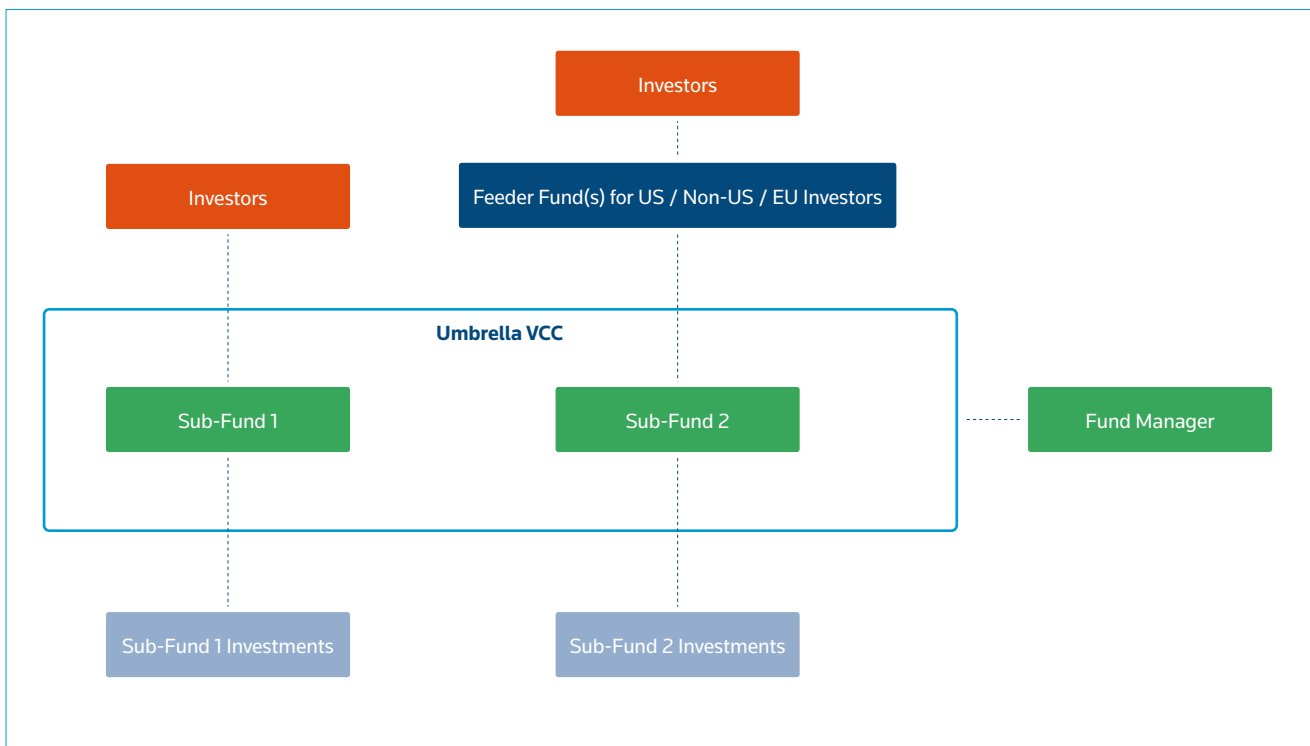 Investors
Investors
Feeder Fund(s) for US / Non-US / EU Investors
Umbrella VCC
Sub-Fund 1
Sub-Fund 2
Fund Manager
Sub-Fund 1 Investments
Sub-Fund 2 Investments